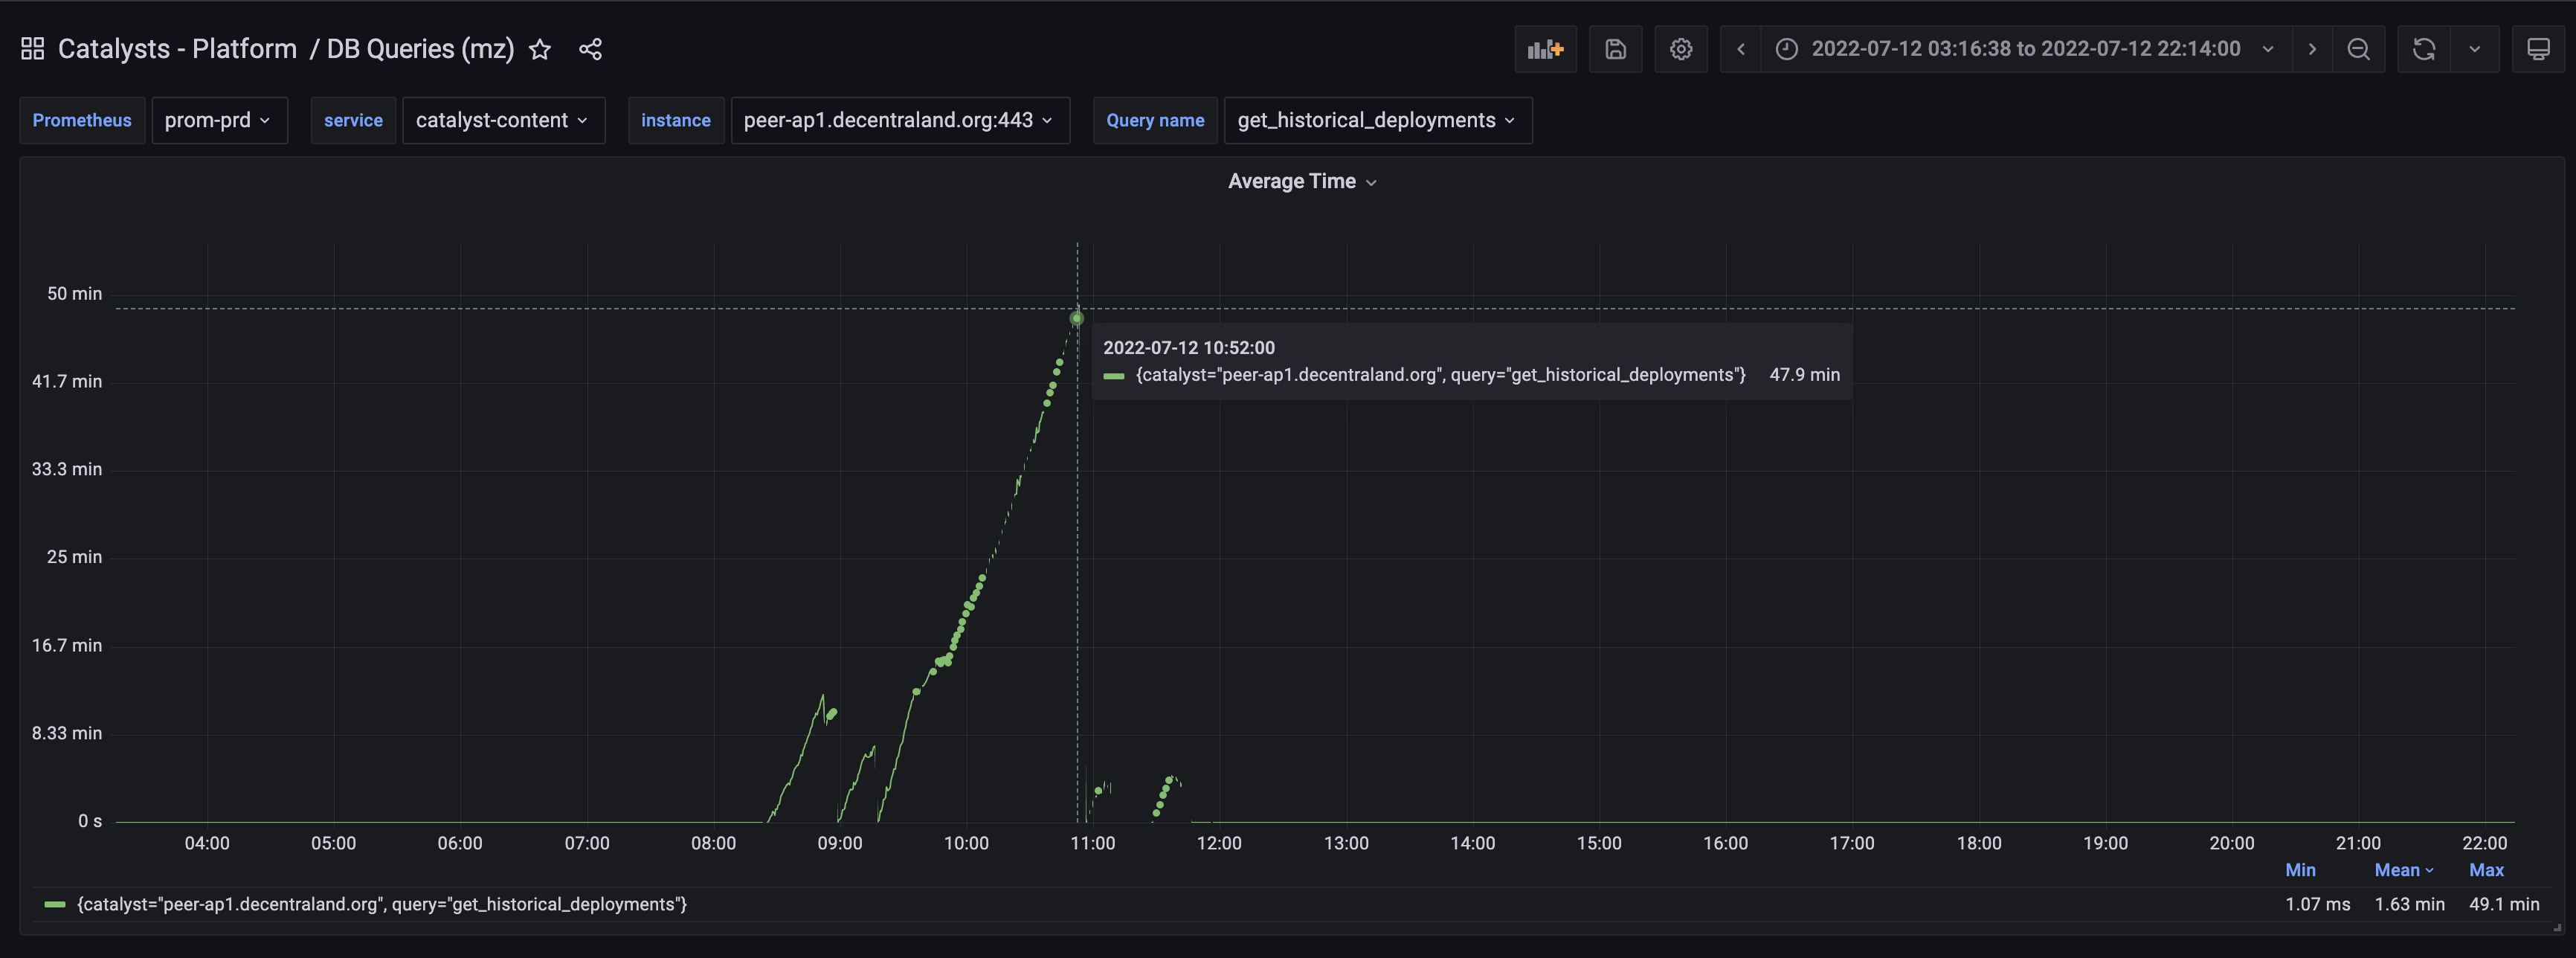 Catalysts - Platform / DB Queries (mz)
2022-07-12 03:16:38 to 2022-07-12 22:14:00
Prometheus prom-prd service catalyst-content instance peer-ap1.decentraland.org:443 Query name get_historical_deployments
Average Time
50 min
41.7 min
33.3 min
25 min
16.7 min
8.33 min
0 s
2022-07-12 10:52:00
{catalyst="peer-ap1.decentraland.org", query="get_historical_deployments"} 47.9 min
04:00 05:00 06:00 07:00 08:00 09:00 10:00 11:00 12:00 13:00 14:00 15:00 16:00 17:00 18:00 19:00 20:00 21:00 22:00
Min Mean Max
{catalyst="peer-ap1.decentraland.org", query="get_historical_deployments"} 1.07 ms 1.63 min 49.1 min